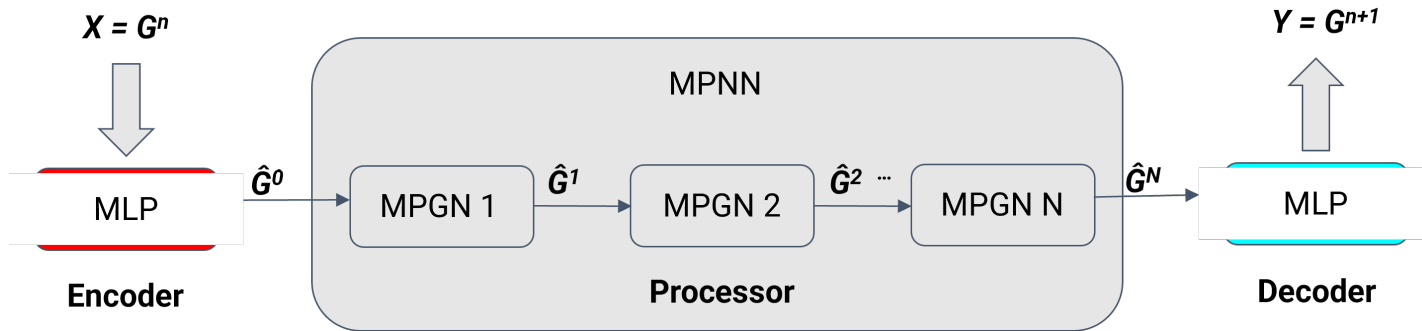 X = Gⁿ
Y = Gⁿ⁺¹
MPNN
MLP
Ĝ⁰
MPGN 1
Ĝ¹
MPGN 2
Ĝ² ...
MPGN N
Ĝᴺ
MLP
Encoder
Processor
Decoder